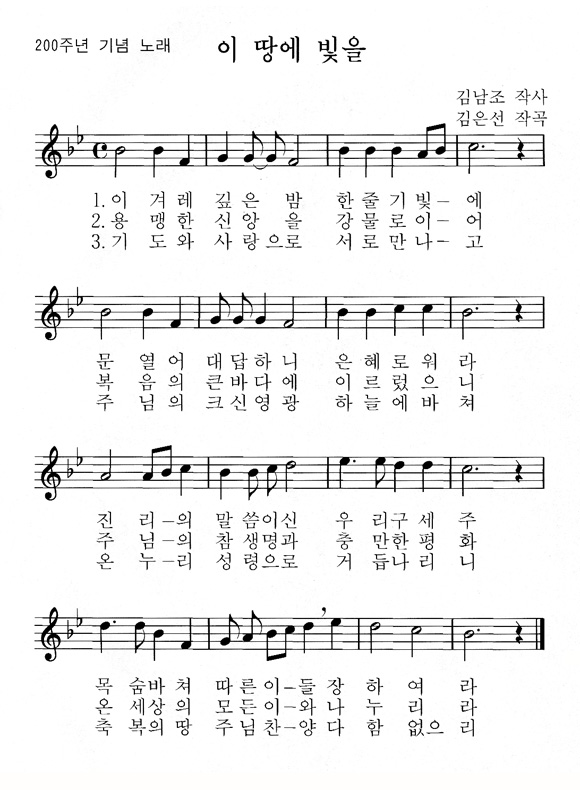 200주년 기념 노래
이 땅에 빛을
김남조 작사
김은선 작곡
1. 이 겨레 깊은 밤 한줄기빛-에
2. 용 맹한 신앙을 강물로이-어
3. 기 도와 사랑으로 서로만나-고
문 열어 대답하니 은혜로워 라
복 음의 큰바다에 이르렀으니
주 님의 크신영광 하늘에바쳐
진 리-의 말씀이신 우 리구세 주
주 님-의 참생명과 충 만한평 화
온 누-리 성령으로 거 듭나리 니
목 숨바쳐 따른이-들 장 하여 라
온 세상의 모든이-와 나 누리 라
축 복의땅 주님찬-양 다 함 없으리